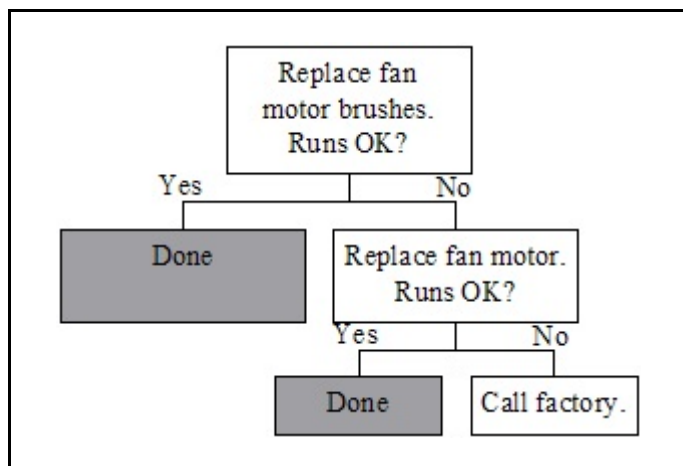 Replace fan
motor brushes.
Runs OK?
Yes
No
Done
Replace fan motor.
Runs OK?
Yes
No
Done
Call factory.